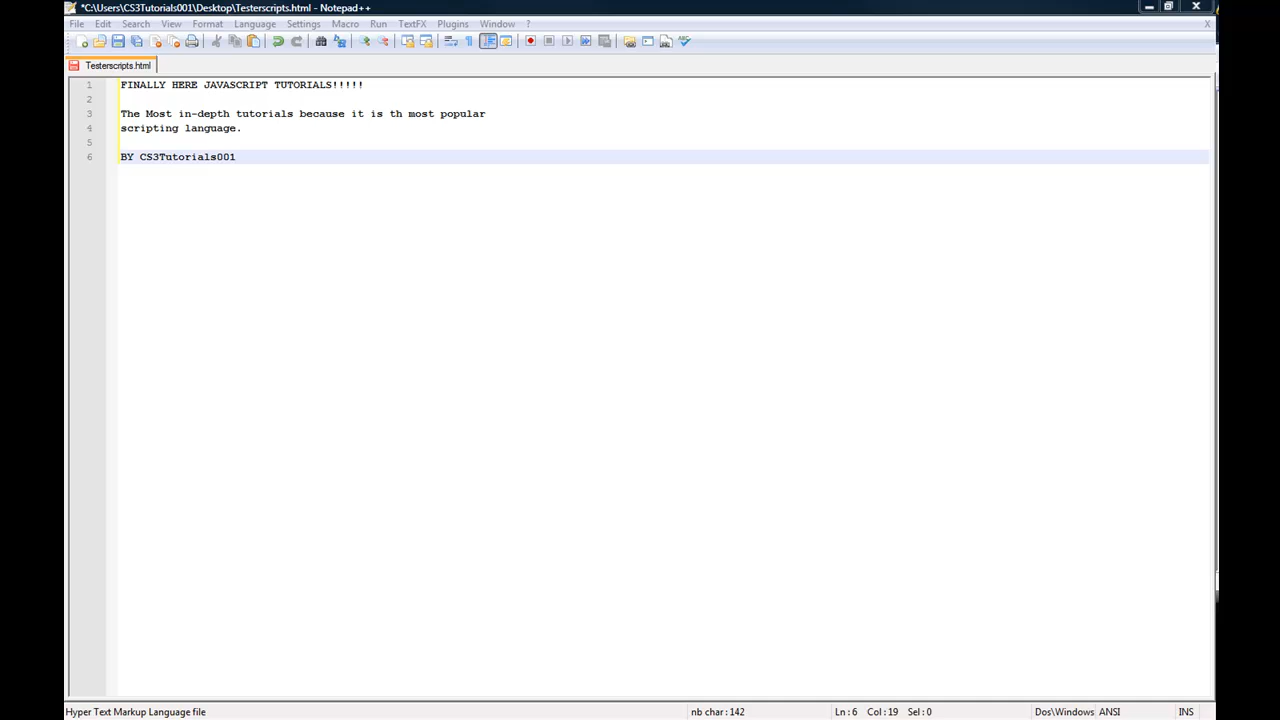 *C:\Users\CS3Tutorials001\Desktop\Testerscripts.html - Notepad++
File Edit Search View Format Language Settings Macro Run TextFX Plugins Window ? X
Testerscripts.html
1 FINALLY HERE JAVASCRIPT TUTORIALS!!!!!
2
3 The Most in-depth tutorials because it is th most popular
4 scripting language.
5
6 BY CS3Tutorials001
Hyper Text Markup Language file nb char : 142 Ln : 6 Col : 19 Sel : 0 Dos\Windows ANSI INS